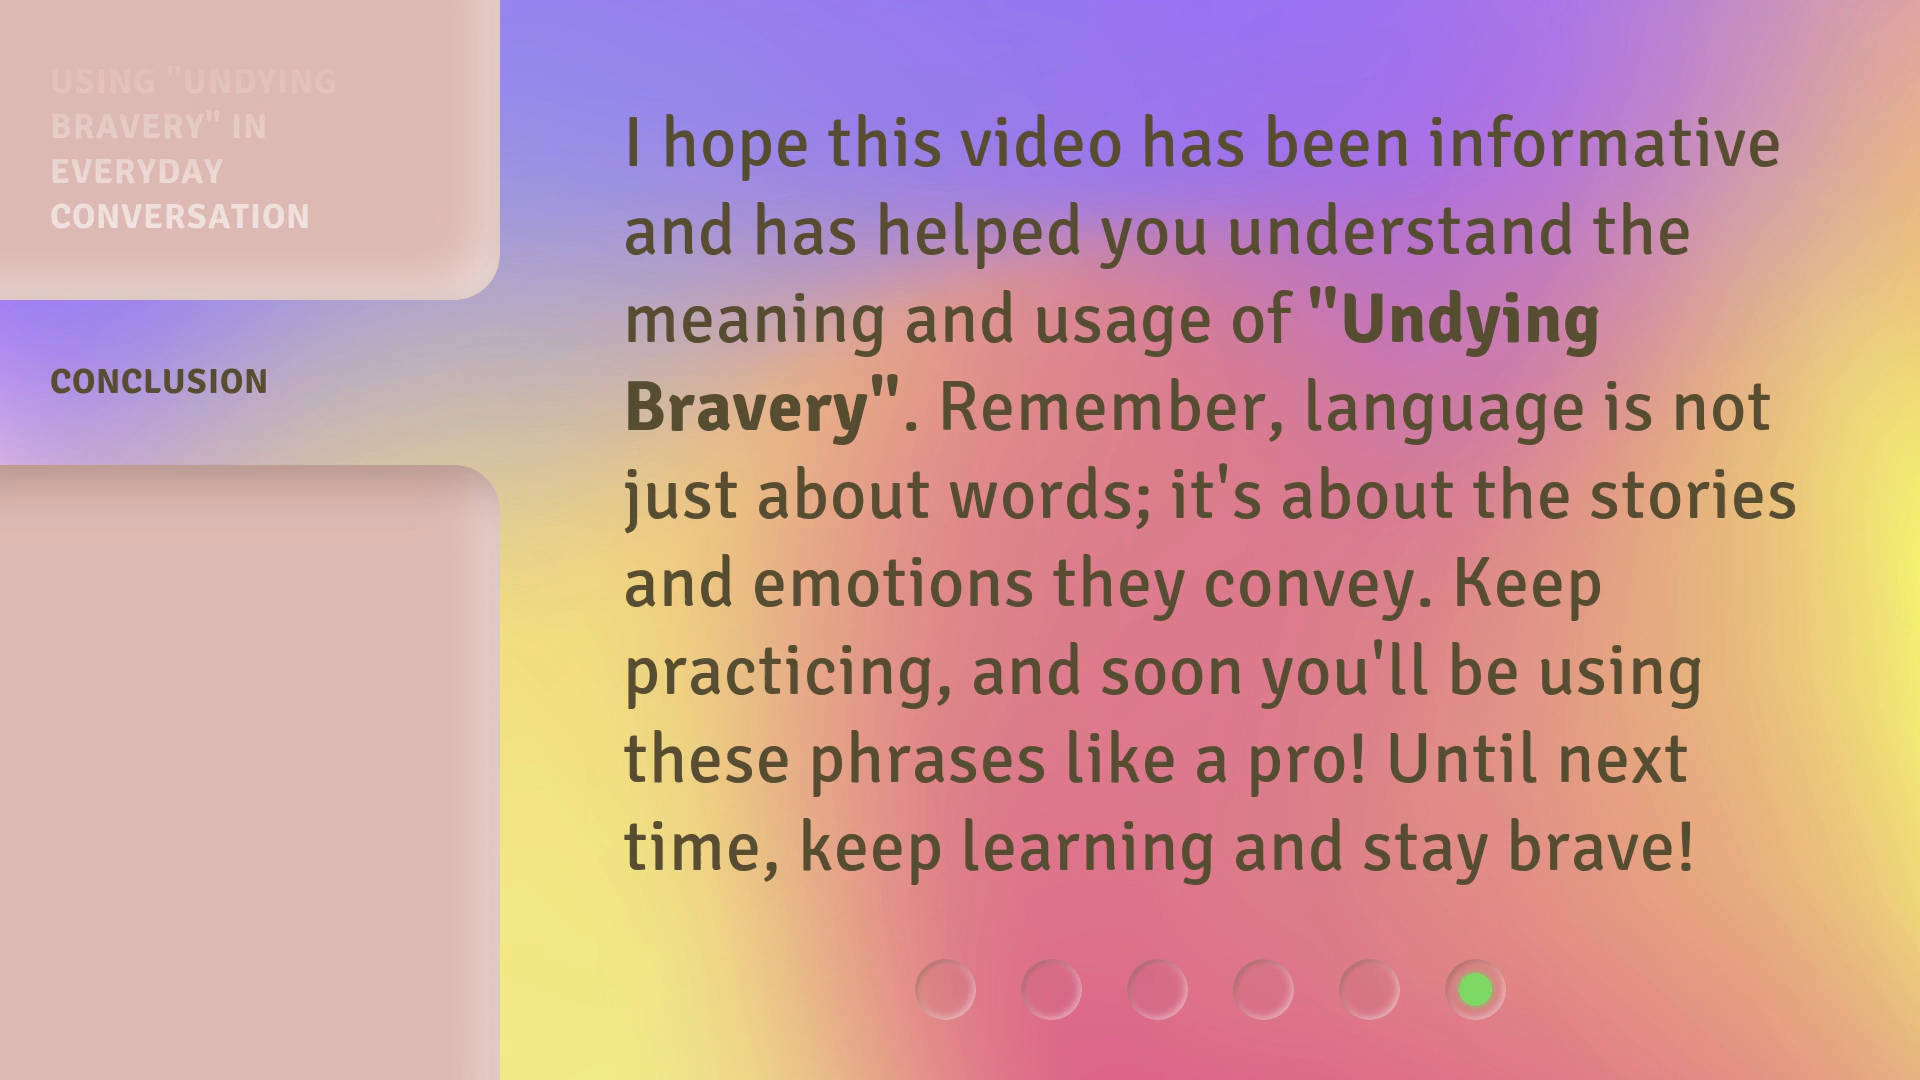 USING "UNDYING
BRAVERY" IN
EVERYDAY
CONVERSATION
CONCLUSION
I hope this video has been informative
and has helped you understand the
meaning and usage of "Undying
Bravery". Remember, language is not
just about words; it's about the stories
and emotions they convey. Keep
practicing, and soon you'll be using
these phrases like a pro! Until next
time, keep learning and stay brave!